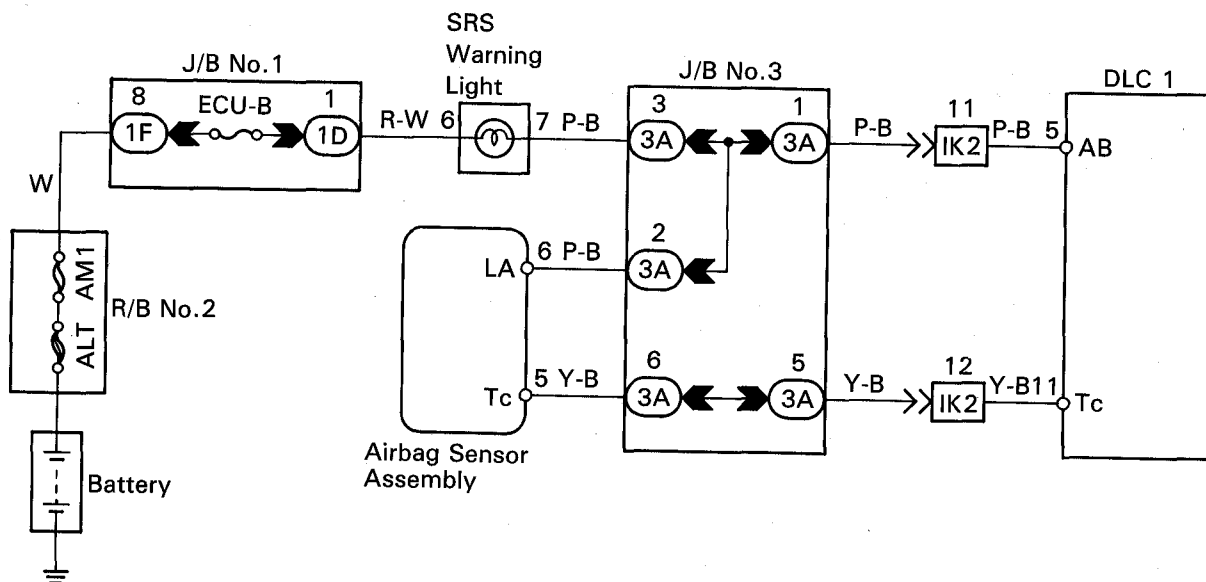 SRS
Warning
Light
J/B No.1
J/B No.3
DLC 1
8
ECU-B
1
1F
1D
R-W 6
7 P-B
3
1
3A
3A
P-B
11
IK2
P-B 5
AB
W
AM1
ALT
R/B No.2
LA
6 P-B
2
3A
Tc
5 Y-B
6
5
3A
3A
Y-B
12
IK2
Y-B11
Tc
Airbag Sensor
Assembly
Battery